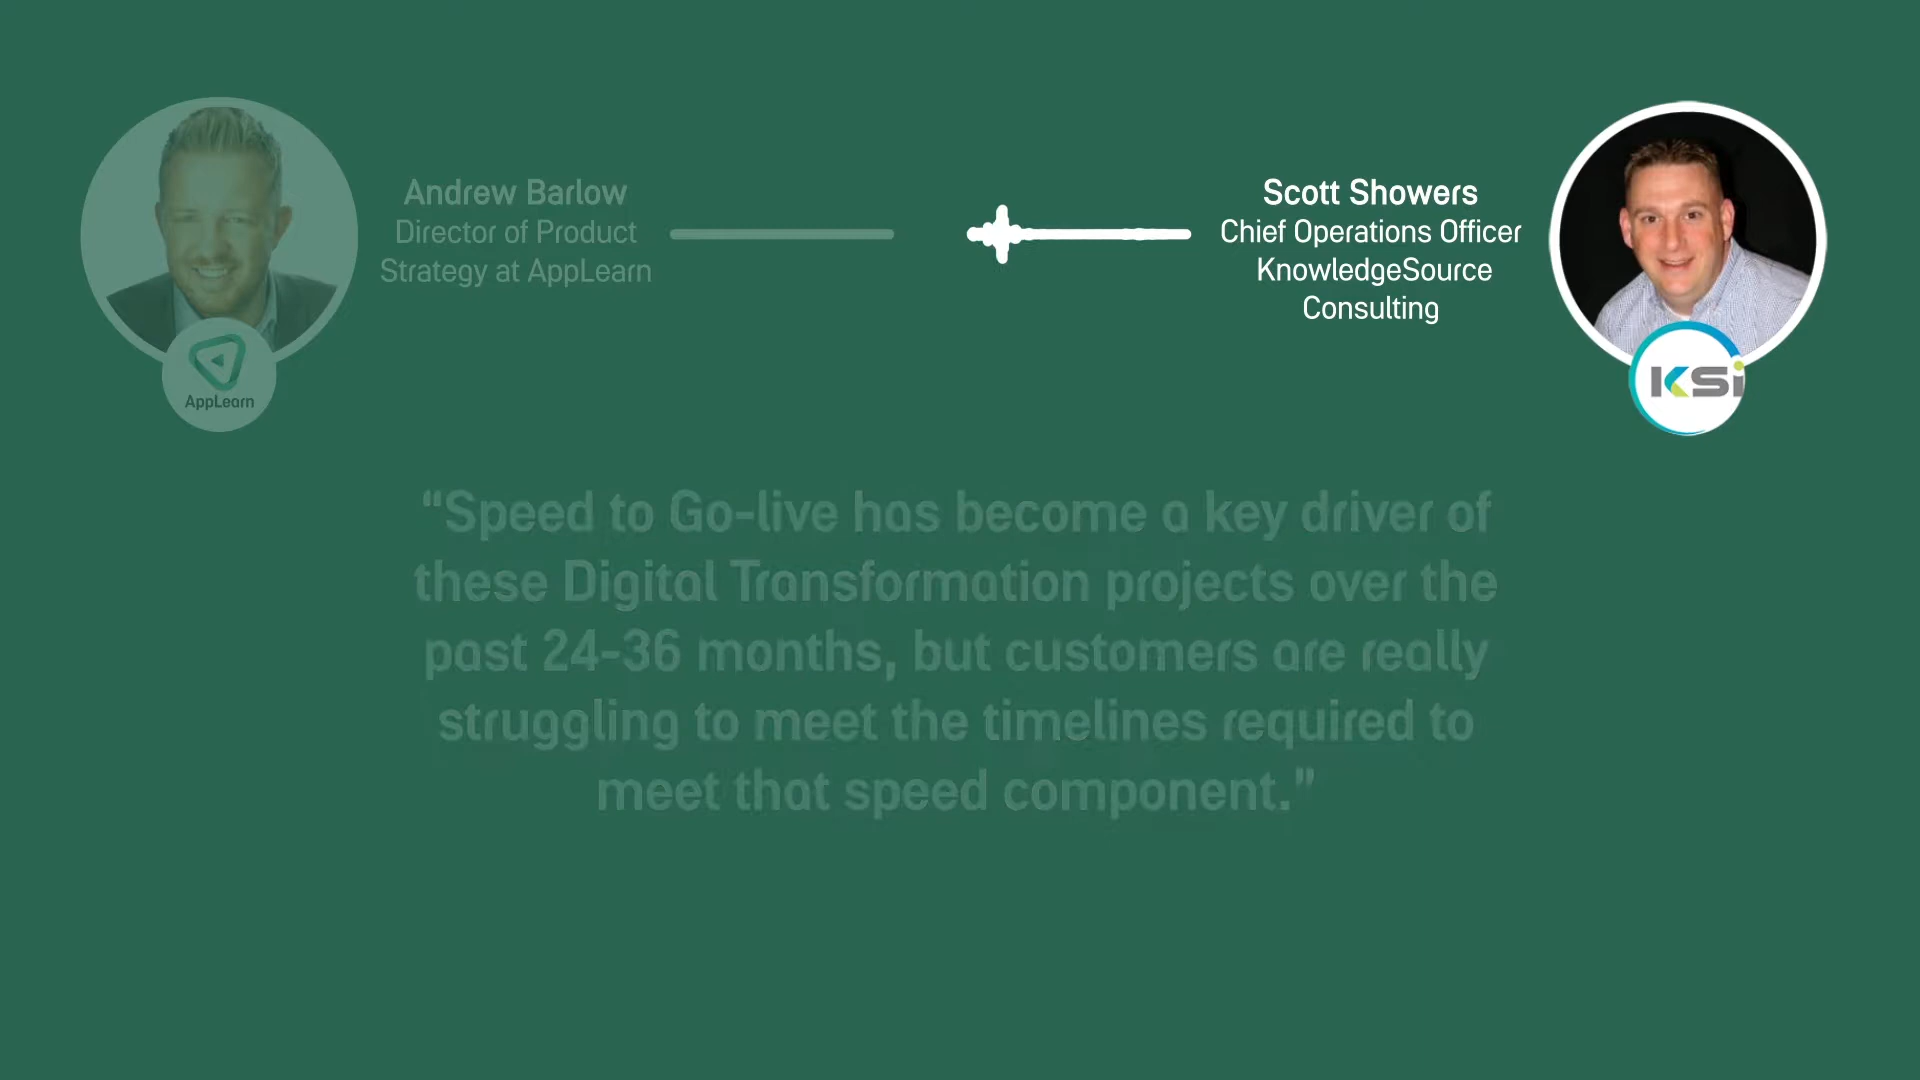 Andrew Barlow
Director of Product
Strategy at AppLearn
AppLearn
Scott Showers
Chief Operations Officer
KnowledgeSource
Consulting
KSi
“Speed to Go-live has become a key driver of
these Digital Transformation projects over the
past 24-36 months, but customers are really
struggling to meet the timelines required to
meet that speed component.”